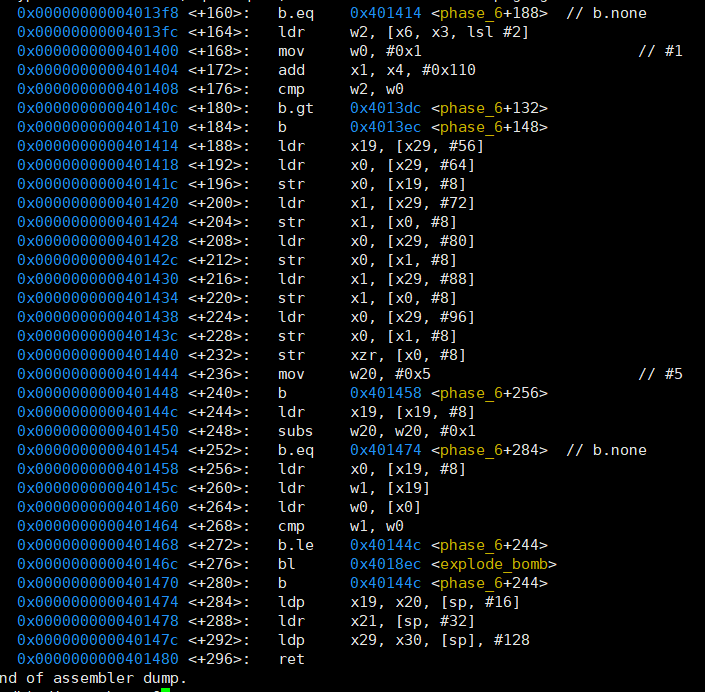 0x00000000004013f8 <+160>: b.eq 0x401414 <phase_6+188> // b.none
0x00000000004013fc <+164>: ldr w2, [x6, x3, lsl #2]
0x0000000000401400 <+168>: mov w0, #0x1 // #1
0x0000000000401404 <+172>: add x1, x4, #0x110
0x0000000000401408 <+176>: cmp w2, w0
0x000000000040140c <+180>: b.gt 0x4013dc <phase_6+132>
0x0000000000401410 <+184>: b 0x4013ec <phase_6+148>
0x0000000000401414 <+188>: ldr x19, [x29, #56]
0x0000000000401418 <+192>: ldr x0, [x29, #64]
0x000000000040141c <+196>: str x0, [x19, #8]
0x0000000000401420 <+200>: ldr x1, [x29, #72]
0x0000000000401424 <+204>: str x1, [x0, #8]
0x0000000000401428 <+208>: ldr x0, [x29, #80]
0x000000000040142c <+212>: str x0, [x1, #8]
0x0000000000401430 <+216>: ldr x1, [x29, #88]
0x0000000000401434 <+220>: str x1, [x0, #8]
0x0000000000401438 <+224>: ldr x0, [x29, #96]
0x000000000040143c <+228>: str x0, [x1, #8]
0x0000000000401440 <+232>: str xzr, [x0, #8]
0x0000000000401444 <+236>: mov w20, #0x5 // #5
0x0000000000401448 <+240>: b 0x401458 <phase_6+256>
0x000000000040144c <+244>: ldr x19, [x19, #8]
0x0000000000401450 <+248>: subs w20, w20, #0x1
0x0000000000401454 <+252>: b.eq 0x401474 <phase_6+284> // b.none
0x0000000000401458 <+256>: ldr x0, [x19, #8]
0x000000000040145c <+260>: ldr w1, [x19]
0x0000000000401460 <+264>: ldr w0, [x0]
0x0000000000401464 <+268>: cmp w1, w0
0x0000000000401468 <+272>: b.le 0x40144c <phase_6+244>
0x000000000040146c <+276>: bl 0x4018ec <explode_bomb>
0x0000000000401470 <+280>: b 0x40144c <phase_6+244>
0x0000000000401474 <+284>: ldp x19, x20, [sp, #16]
0x0000000000401478 <+288>: ldr x21, [sp, #32]
0x000000000040147c <+292>: ldp x29, x30, [sp], #128
0x0000000000401480 <+296>: ret
nd of assembler dump.